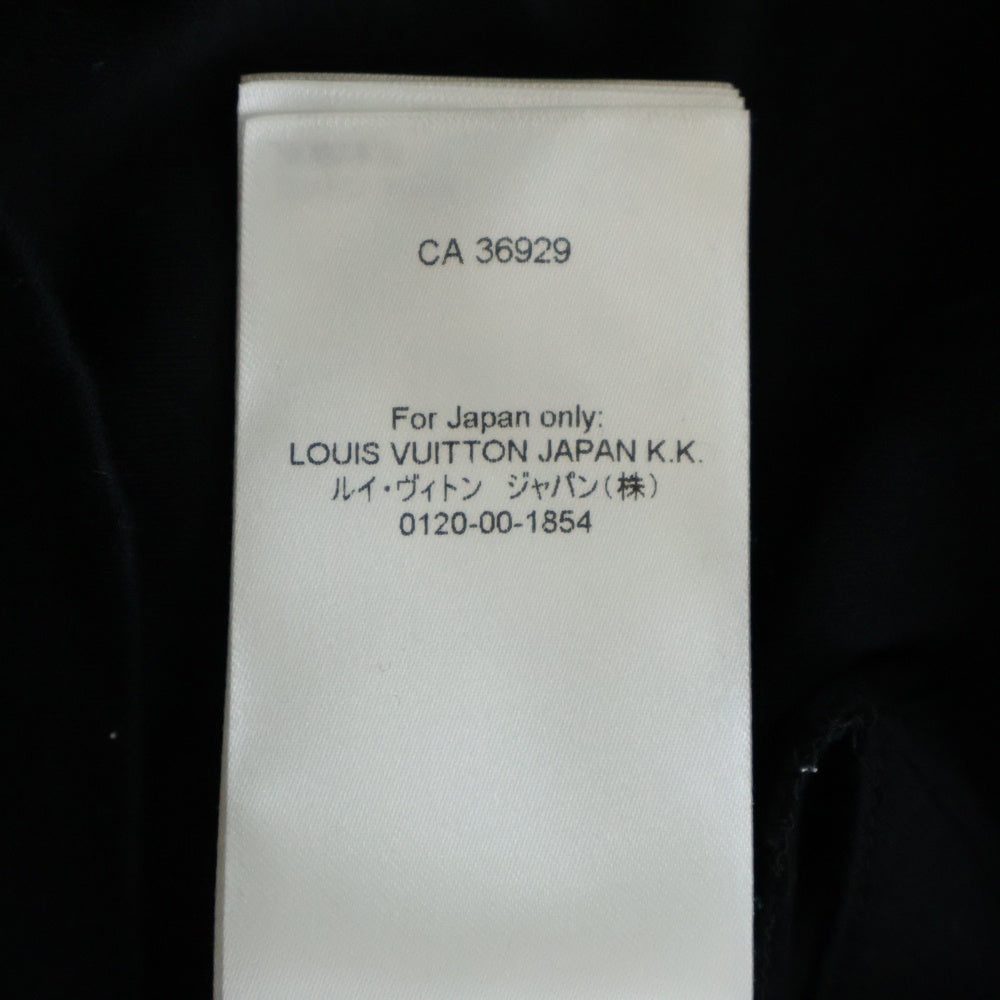 CA 36929
For Japan only:
LOUIS VUITTON JAPAN K.K.
ルイ・ヴィトン ジャパン(株)
0120-00-1854